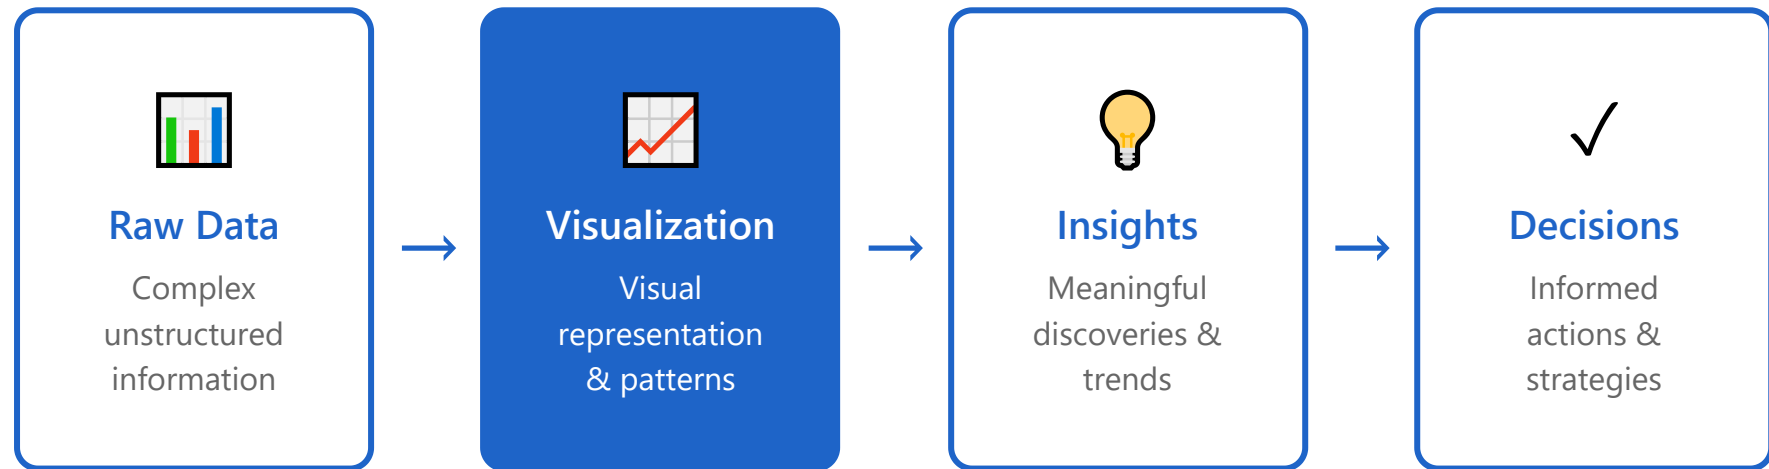 Raw Data
Complex
unstructured
information
→
Visualization
Visual
representation
& patterns
→
Insights
Meaningful
discoveries &
trends
→
✓
Decisions
Informed
actions &
strategies